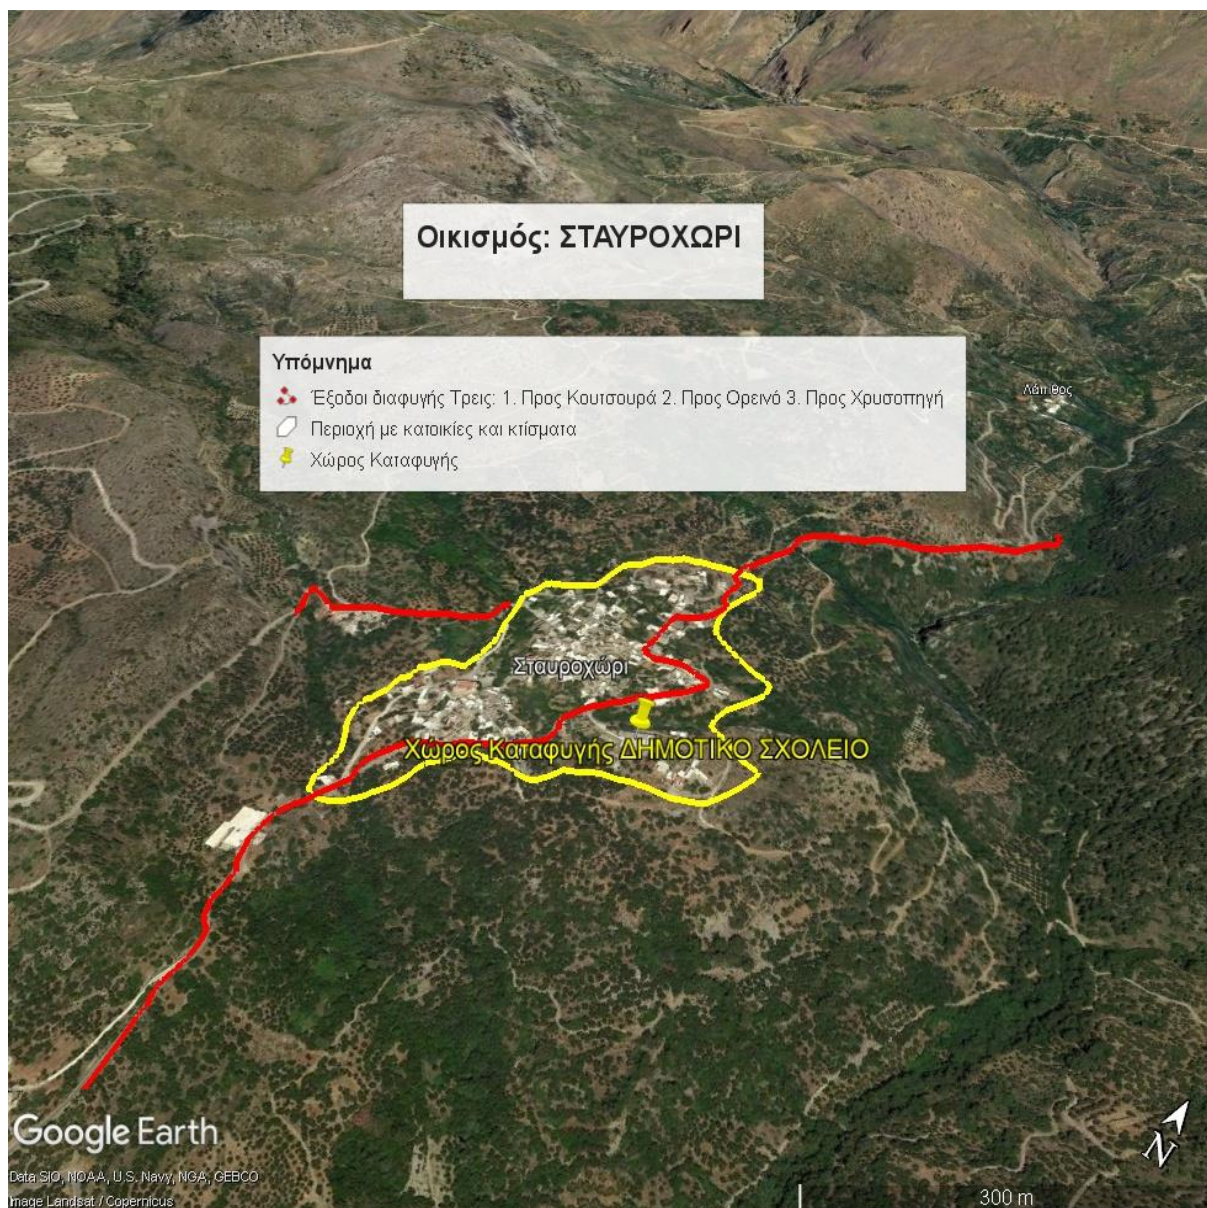 Οικισμός: ΣΤΑΥΡΟΧΩΡΙ
Υπόμνημα
Έξοδοι διαφυγής Τρεις: 1. Προς Κουτσουρά 2. Προς Ορεινό 3. Προς Χρυσοπηγή
Περιοχή με κατοικίες και κτίσματα
Χώρος Καταφυγής
Λάπιθος
Σταυροχώρι
Χώρος Καταφυγής ΔΗΜΟΤΙΚΟ ΣΧΟΛΕΙΟ
Google Earth
N
Data SIO, NOAA, U.S. Navy, NGA, GEBCO
Image Landsat / Copernicus
300 m